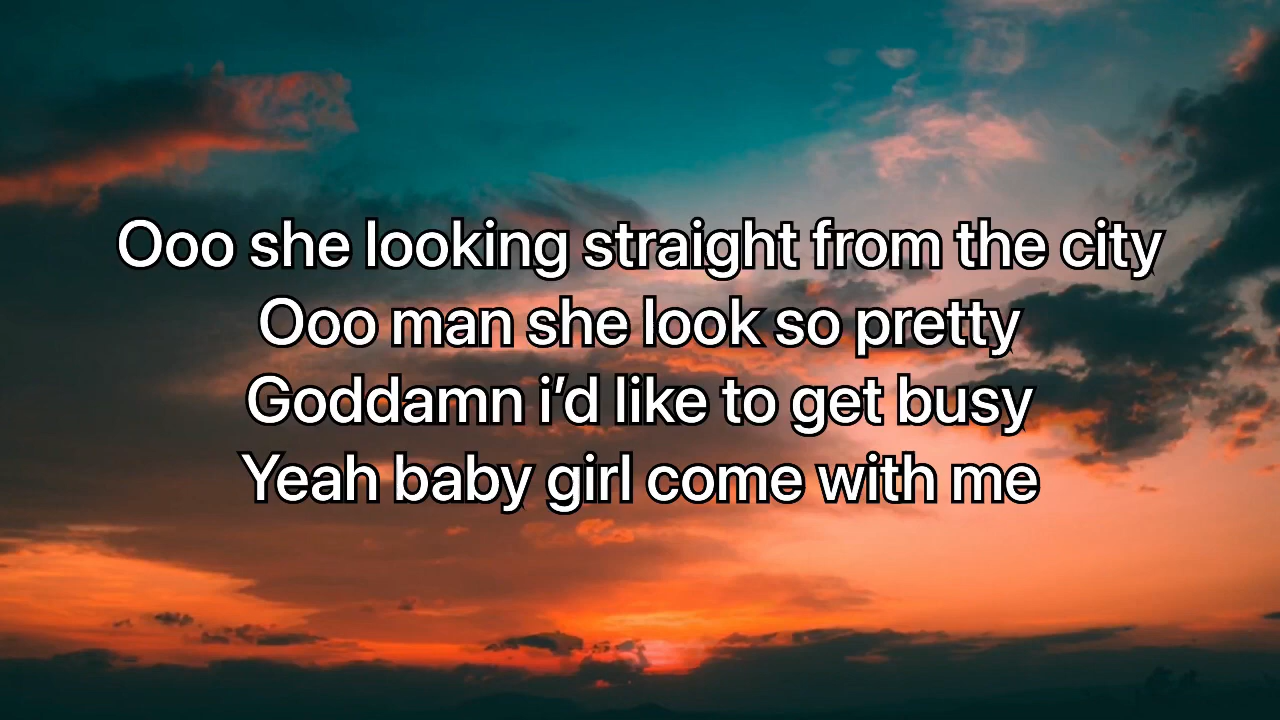 Ooo she looking straight from the city
Ooo man she look so pretty
Goddamn i’d like to get busy
Yeah baby girl come with me